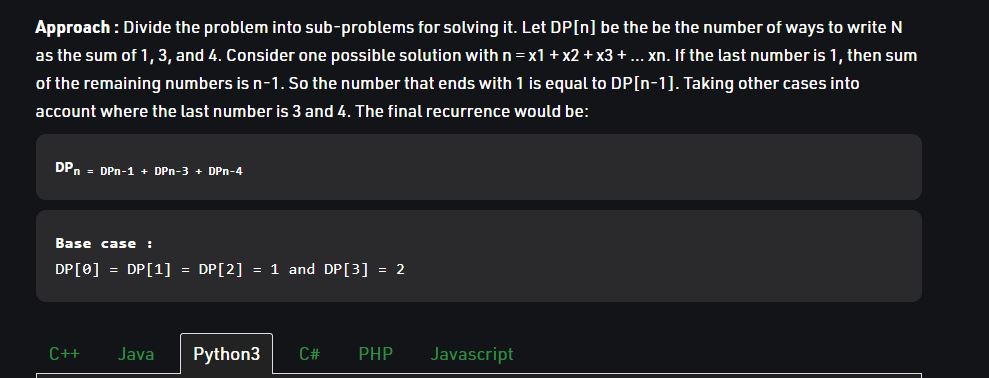 Approach : Divide the problem into sub-problems for solving it. Let DP[n] be the be the number of ways to write N
as the sum of 1, 3, and 4. Consider one possible solution with n = x1 + x2 + x3 + ... xn. If the last number is 1, then sum
of the remaining numbers is n-1. So the number that ends with 1 is equal to DP[n-1]. Taking other cases into
account where the last number is 3 and 4. The final recurrence would be:
DPn = DPn-1 + DPn-3 + DPn-4
Base case :
DP[0] = DP[1] = DP[2] = 1 and DP[3] = 2
C++ Java Python3 C# PHP Javascript